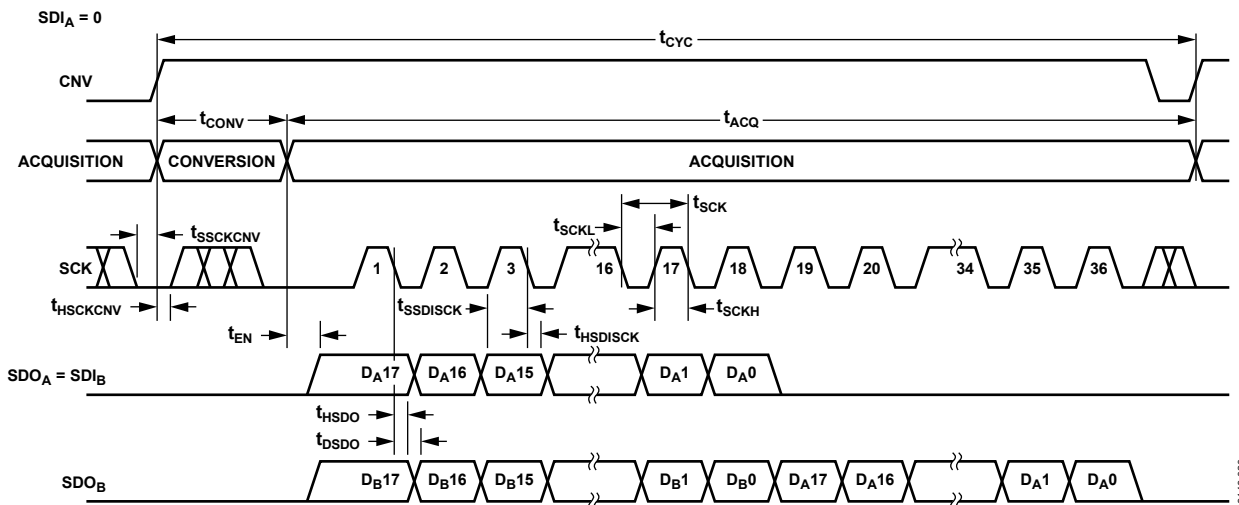 SDIA = 0
tCYC
CNV
tCONV
tACQ
ACQUISITION
CONVERSION
ACQUISITION
tSCK
tSCKL
tSSCKCNV
SCK
1
2
3
16
17
18
19
20
34
35
36
tHSCKCNV
tSSDISCK
tSCKH
tEN
tHSDISCK
SDOA = SDIB
DA17
DA16
DA15
DA1
DA0
tHSDO
tDSDO
SDOB
DB17
DB16
DB15
DB1
DB0
DA17
DA16
DA1
DA0